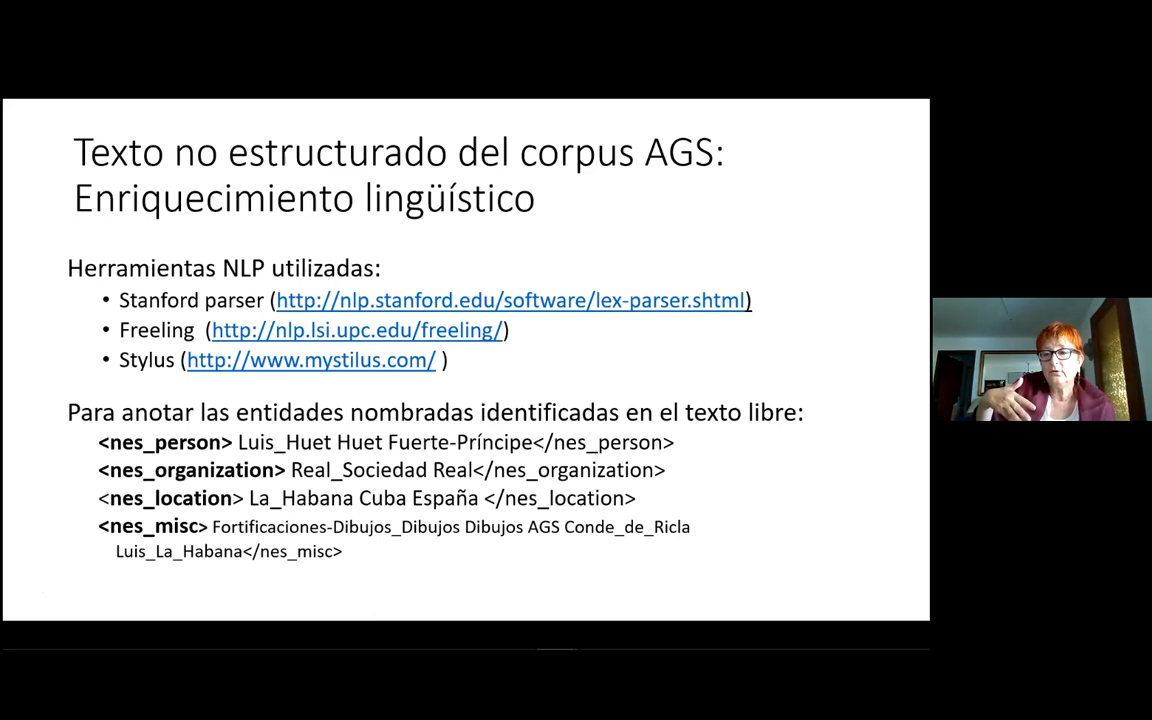 Texto no estructurado del corpus AGS:
Enriquecimiento lingüístico
Herramientas NLP utilizadas:
• Stanford parser (http://nlp.stanford.edu/software/lex-parser.shtml)
• Freeling (http://nlp.lsi.upc.edu/freeling/)
• Stylus (http://www.mystilus.com/ )
Para anotar las entidades nombradas identificadas en el texto libre:
<nes_person> Luis_Huet Huet Fuerte-Príncipe</nes_person>
<nes_organization> Real_Sociedad Real</nes_organization>
<nes_location> La_Habana Cuba España </nes_location>
<nes_misc> Fortificaciones-Dibujos_Dibujos Dibujos AGS Conde_de_Ricla
Luis_La_Habana</nes_misc>